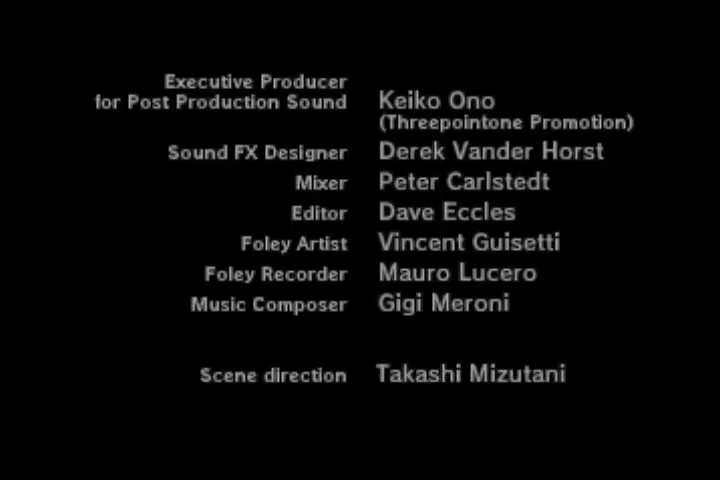 Executive Producer
for Post Production Sound Keiko Ono
(Threepointone Promotion)
Sound FX Designer Derek Vander Horst
Mixer Peter Carlstedt
Editor Dave Eccles
Foley Artist Vincent Guisetti
Foley Recorder Mauro Lucero
Music Composer Gigi Meroni
Scene direction Takashi Mizutani